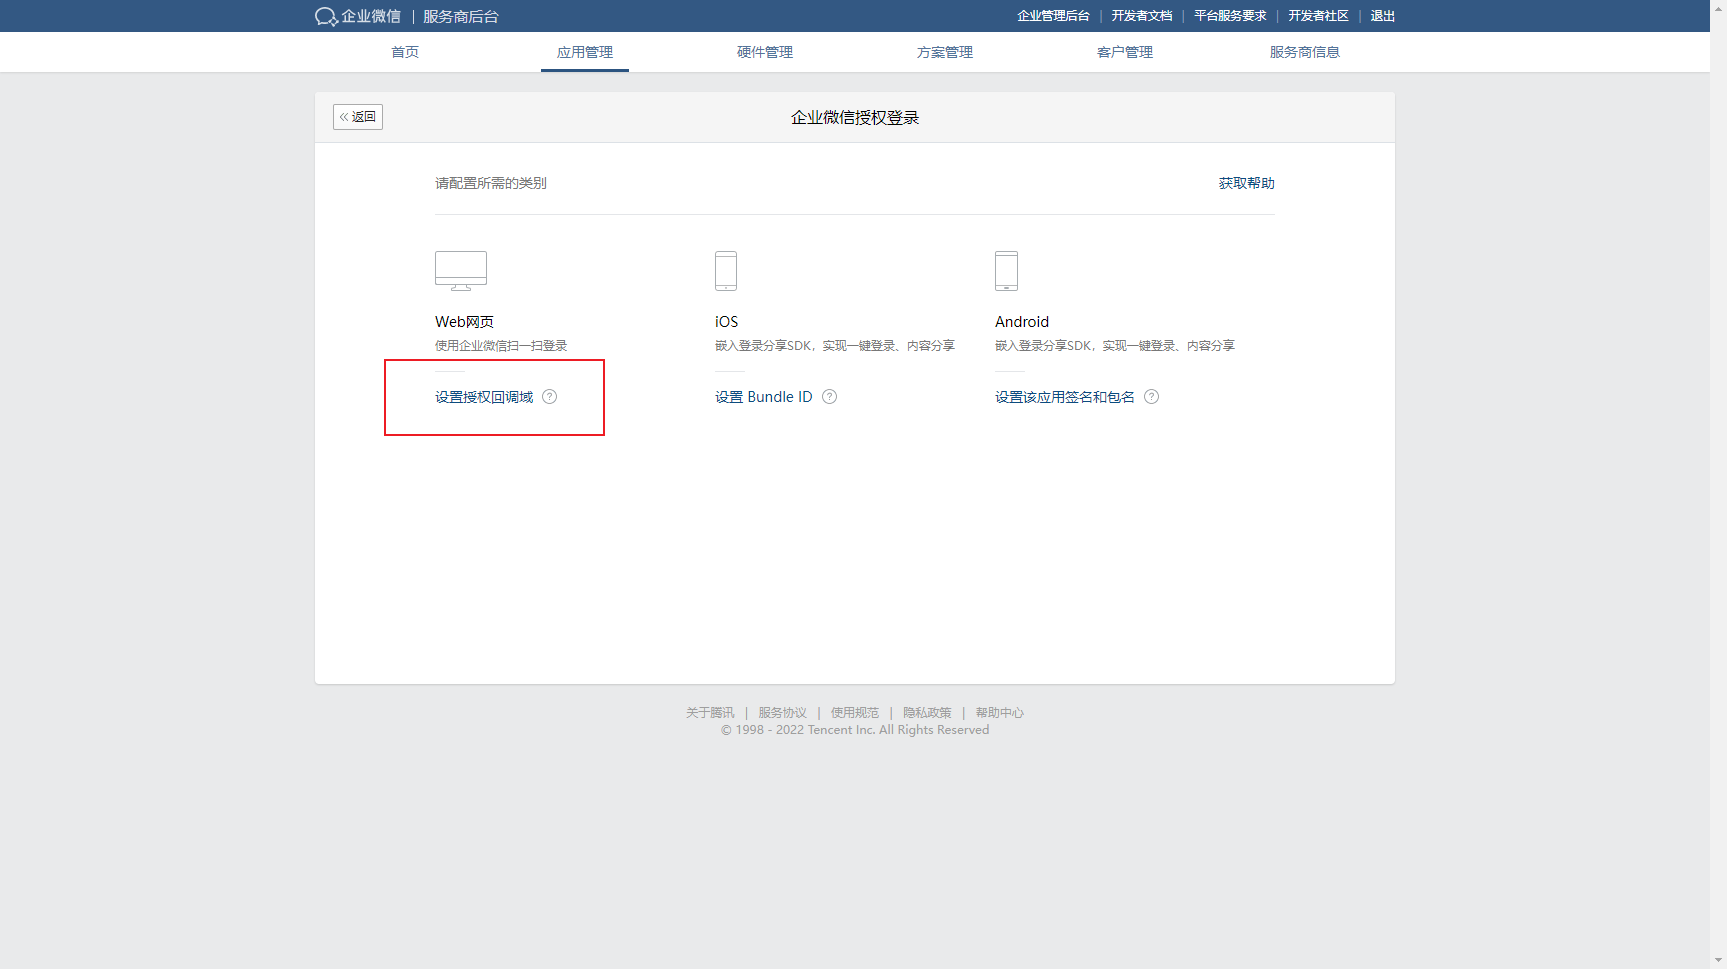 企业微信 | 服务商后台
企业管理后台 | 开发者文档 | 平台服务要求 | 开发者社区 | 退出
首页 应用管理 硬件管理 方案管理 客户管理 服务商信息
« 返回 企业微信授权登录
请配置所需的类别 获取帮助
Web网页 iOS Android
使用企业微信扫一扫登录 嵌入登录分享SDK，实现一键登录、内容分享 嵌入登录分享SDK，实现一键登录、内容分享
设置授权回调域 ? 设置 Bundle ID ? 设置该应用签名和包名 ?
关于腾讯 | 服务协议 | 使用规范 | 隐私政策 | 帮助中心
© 1998 - 2022 Tencent Inc. All Rights Reserved